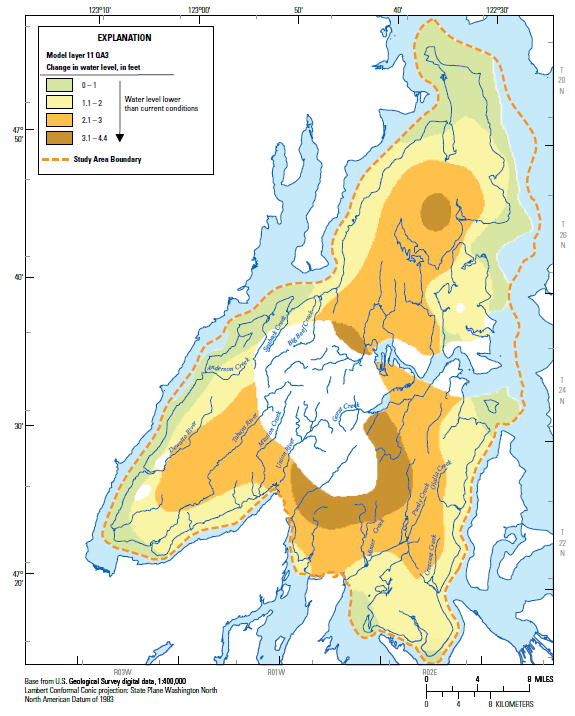 123°10' 123°00' 50' 40' 122°30'
EXPLANATION
Model layer 11 QA3
Change in water level, in feet
0 – 1
1.1 – 2
2.1 – 3
3.1 – 4.4
Water level lower
than current conditions
Study Area Boundary
T
28
N
47°
50'
T
26
N
40'
Seabeck Creek
Big Beef Creek
Anderson Creek
T
24
N
30'
Dewatto River
Tahuya River
Mission Creek
Union River
Gorst Creek
Olalla Creek
Purdy Creek
Minter Creek
Crescent Creek
T
22
N
47°
20'
R03W R01W R02E
Base from U.S. Geological Survey digital data, 1:400,000
Lambert Conformal Conic projection: State Plane Washington North
North American Datum of 1983
0 4 8 MILES
0 4 8 KILOMETERS